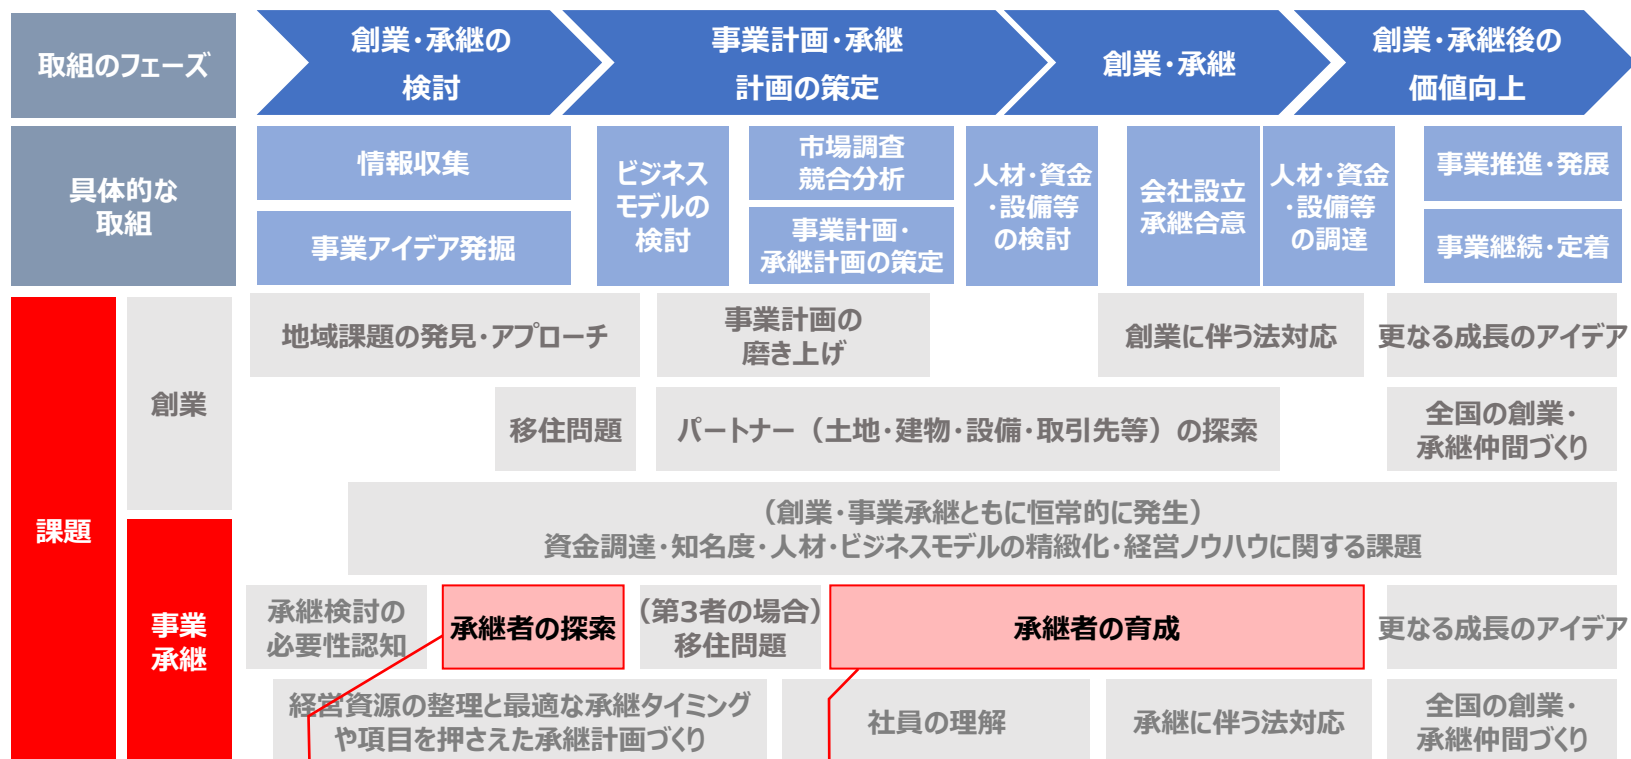 取組のフェーズ
創業・承継の
検討
事業計画・承継
計画の策定
創業・承継
創業・承継後の
価値向上
具体的な
取組
情報収集
事業アイデア発掘
ビジネス
モデルの
検討
市場調査
競合分析
事業計画・
承継計画の策定
人材・資金
・設備等
の検討
会社設立
承継合意
人材・資金
・設備等
の調達
事業推進・発展
事業継続・定着
課題
創業
地域課題の発見・アプローチ
事業計画の
磨き上げ
創業に伴う法対応
更なる成長のアイデア
移住問題
パートナー（土地・建物・設備・取引先等）の探索
全国の創業・
承継仲間づくり
（創業・事業承継ともに恒常的に発生）
資金調達・知名度・人材・ビジネスモデルの精緻化・経営ノウハウに関する課題
事業
承継
承継検討の
必要性認知
承継者の探索
（第3者の場合）
移住問題
承継者の育成
更なる成長のアイデア
経営資源の整理と最適な承継タイミング
や項目を押さえた承継計画づくり
社員の理解
承継に伴う法対応
全国の創業・
承継仲間づくり